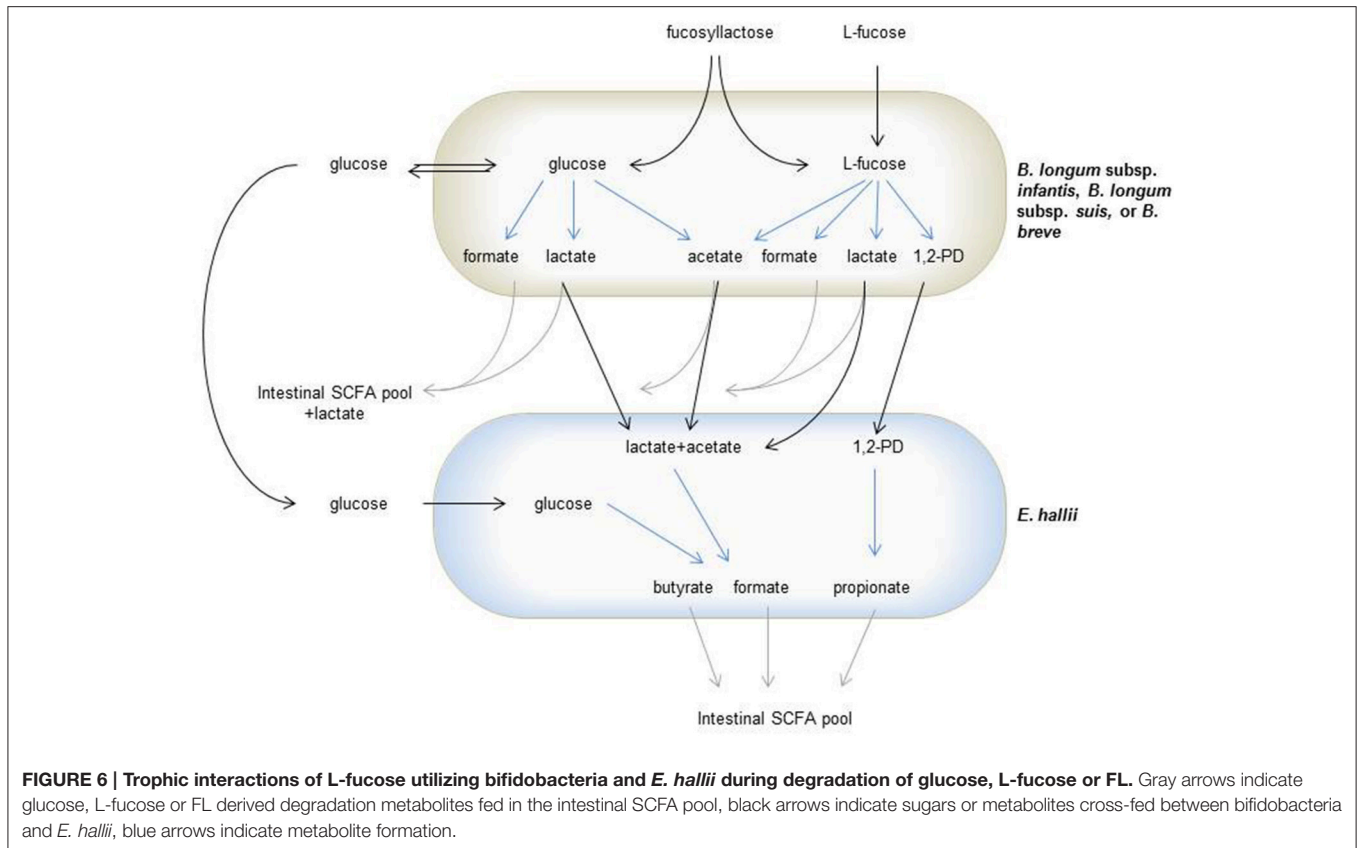 fucosyllactose L-fucose
glucose glucose L-fucose
B. longum subsp.
infantis, B. longum
subsp. suis, or B.
breve
formate lactate acetate formate lactate 1,2-PD
Intestinal SCFA pool
+lactate
lactate+acetate 1,2-PD
glucose glucose
E. hallii
butyrate formate propionate
Intestinal SCFA pool
FIGURE 6 | Trophic interactions of L-fucose utilizing bifidobacteria and E. hallii during degradation of glucose, L-fucose or FL. Gray arrows indicate
glucose, L-fucose or FL derived degradation metabolites fed in the intestinal SCFA pool, black arrows indicate sugars or metabolites cross-fed between bifidobacteria
and E. hallii, blue arrows indicate metabolite formation.